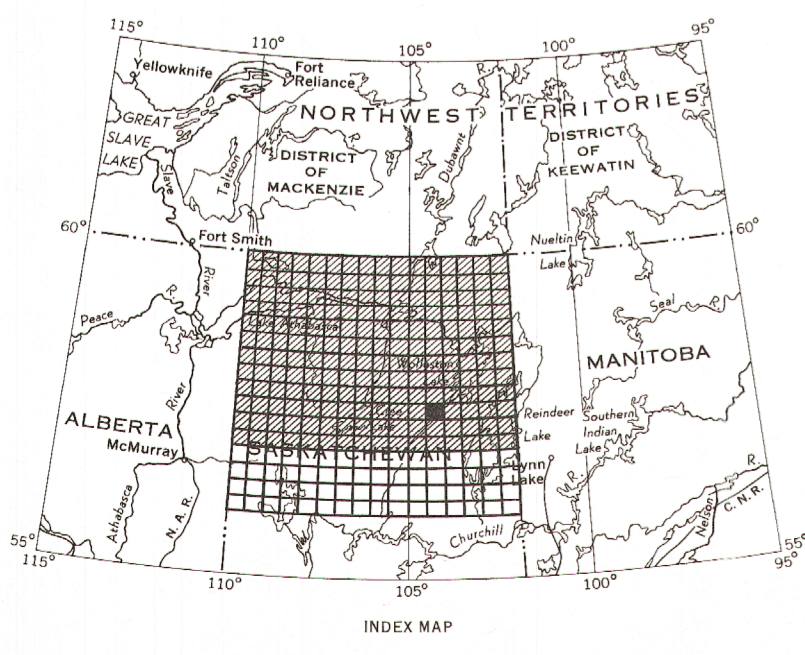 115°
110°
105°
100°
95°
Yellowknife
Fort
Reliance
R.
NORTHWEST TERRITORIES
GREAT
SLAVE
LAKE
Slave
Taltson
R.
DISTRICT
OF
MACKENZIE
Dubawnt
DISTRICT
OF
KEEWATIN
60°
Fort Smith
Nueltin
Lake
60°
River
Peace
R.
Lake Athabasca
Seal
R.
Wollaston
Lake
MANITOBA
River
ALBERTA
McMurray
Reindeer
Lake
Southern
Indian
Lake
SASKATCHEWAN
Lynn
Lake
R.
Athabasca
N. A. R.
Churchill
Nelson
R.
C. N. R.
55°
115°
110°
105°
100°
55°
95°
INDEX MAP